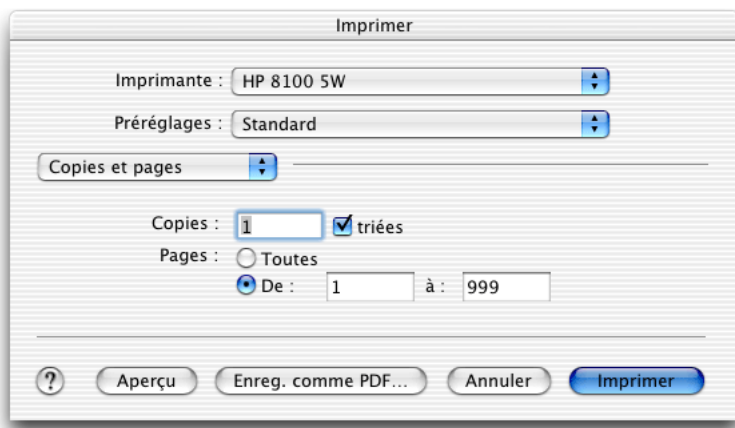 Imprimer
Imprimante : HP 8100 5W
Préréglages : Standard
Copies et pages
Copies : 1 triées
Pages : Toutes
De : 1 à : 999
? Aperçu Enreg. comme PDF... Annuler Imprimer